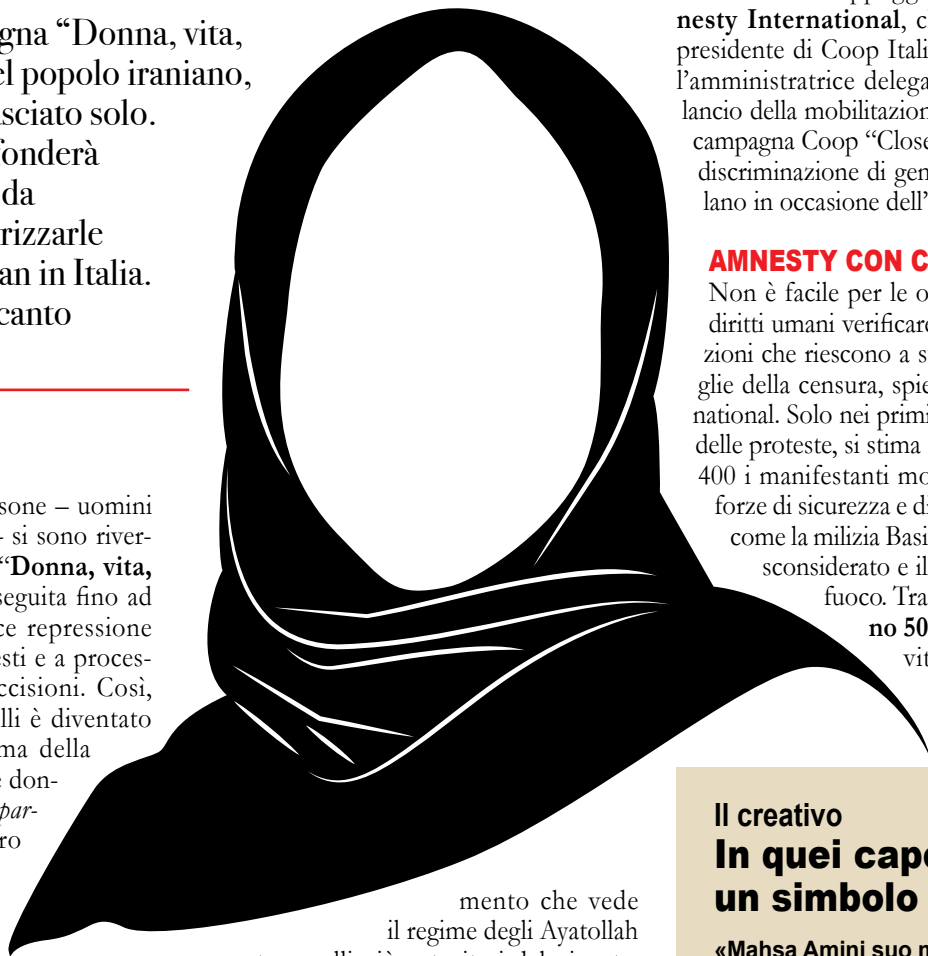 gna “Donna, vita,
el popolo iraniano,
sciato solo.
fonderà
da
rizzarle
an in Italia.
canto
sone – uomini
– si sono river-
“Donna, vita,
seguita fino ad
ce repressione
esti e a proces-
ccisioni. Così,
lli è diventato
ma della
e don-
par-
ro
mento che vede
il regime degli Ayatollah
nesty International, c
presidente di Coop Itali
l’amministratrice delega
lancio della mobilitazion
campagna Coop “Close
discriminazione di gen
lano in occasione dell’
AMNESTY CON C
Non è facile per le o
diritti umani verificare
zioni che riescono a s
glie della censura, spie
national. Solo nei primi
delle proteste, si stima
400 i manifestanti mo
forze di sicurezza e di
come la milizia Basi
sconsiderato e il
fuoco. Tra
no 50
vit
Il creativo
In quei cape
un simbolo
«Mahsa Amini suo m